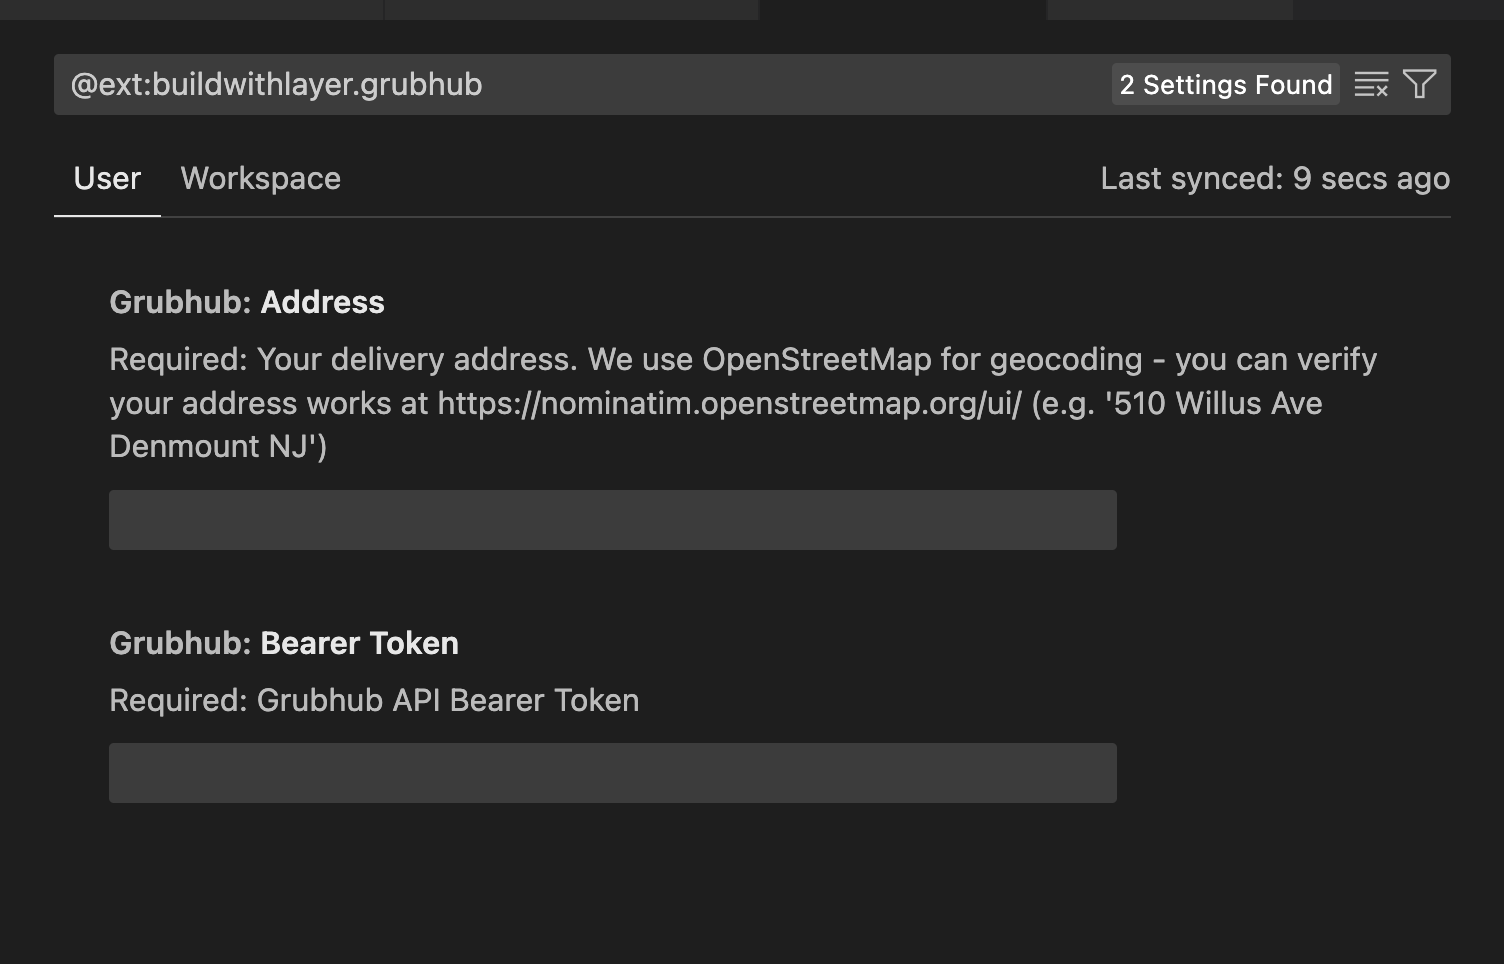 @ext:buildwithlayer.grubhub
2 Settings Found
User
Workspace
Last synced: 9 secs ago
Grubhub: Address
Required: Your delivery address. We use OpenStreetMap for geocoding - you can verify
your address works at https://nominatim.openstreetmap.org/ui/ (e.g. '510 Willus Ave
Denmount NJ')
Grubhub: Bearer Token
Required: Grubhub API Bearer Token